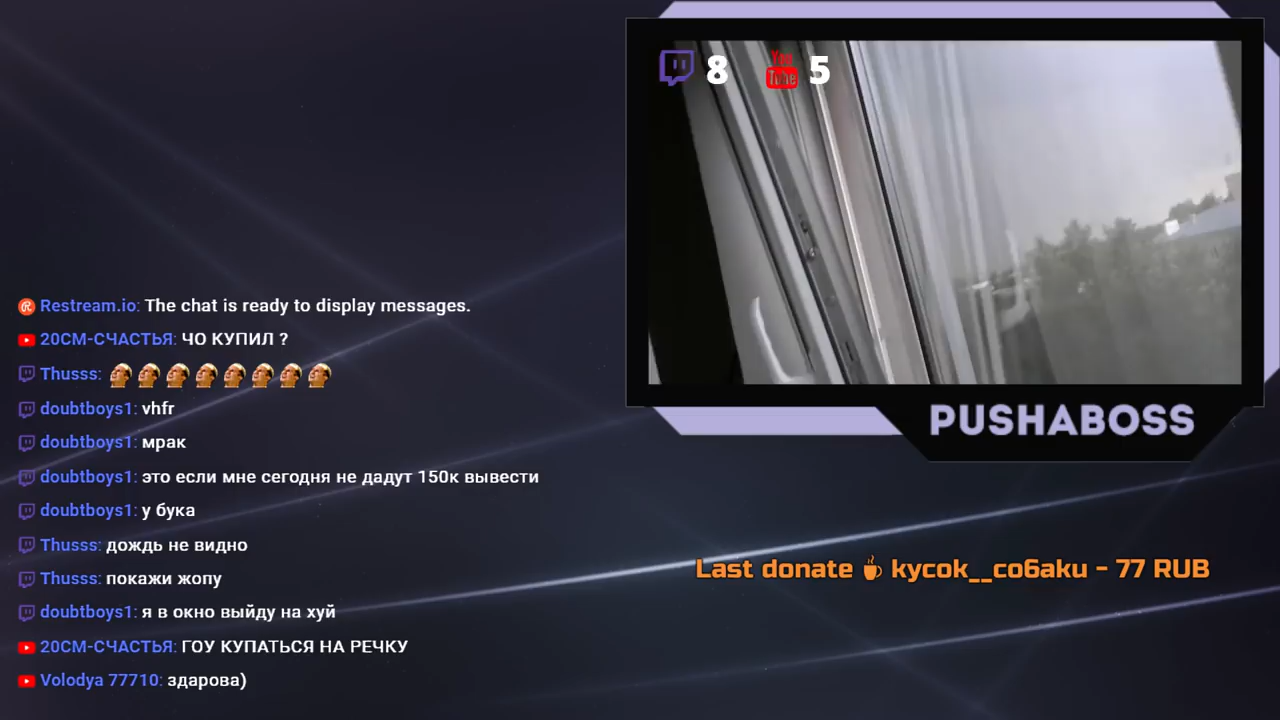 8 You Tube 5
PUSHABOSS
Restream.io: The chat is ready to display messages.
20СМ-СЧАСТЬЯ: ЧО КУПИЛ ?
Thusss:
doubtboys1: vhfr
doubtboys1: мрак
doubtboys1: это если мне сегодня не дадут 150к вывести
doubtboys1: у бука
Thusss: дождь не видно
Thusss: покажи жопу
doubtboys1: я в окно выйду на хуй
20СМ-СЧАСТЬЯ: ГОУ КУПАТЬСЯ НА РЕЧКУ
Volodya 77710: здарова)
Last donate kycok__co6aku - 77 RUB